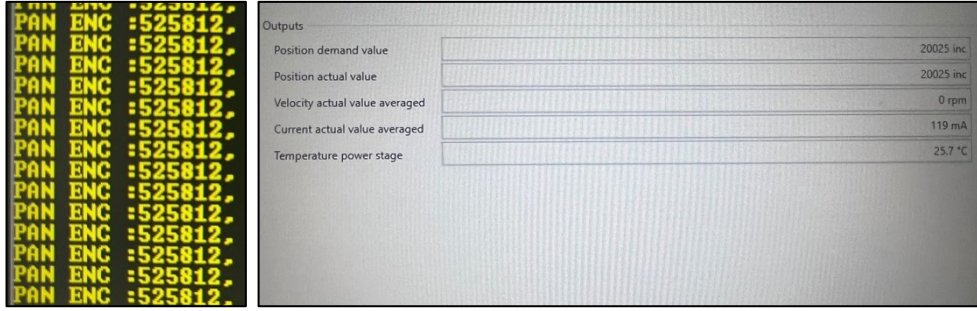 PAN ENC :525812,
PAN ENC :525812,
PAN ENC :525812,
PAN ENC :525812,
PAN ENC :525812,
PAN ENC :525812,
PAN ENC :525812,
PAN ENC :525812,
PAN ENC :525812,
PAN ENC :525812,
PAN ENC :525812,
PAN ENC :525812,
PAN ENC :525812,
PAN ENC :525812,
Outputs
Position demand value 20025 inc
Position actual value 20025 inc
Velocity actual value averaged 0 rpm
Current actual value averaged 119 mA
Temperature power stage 25.7 °C